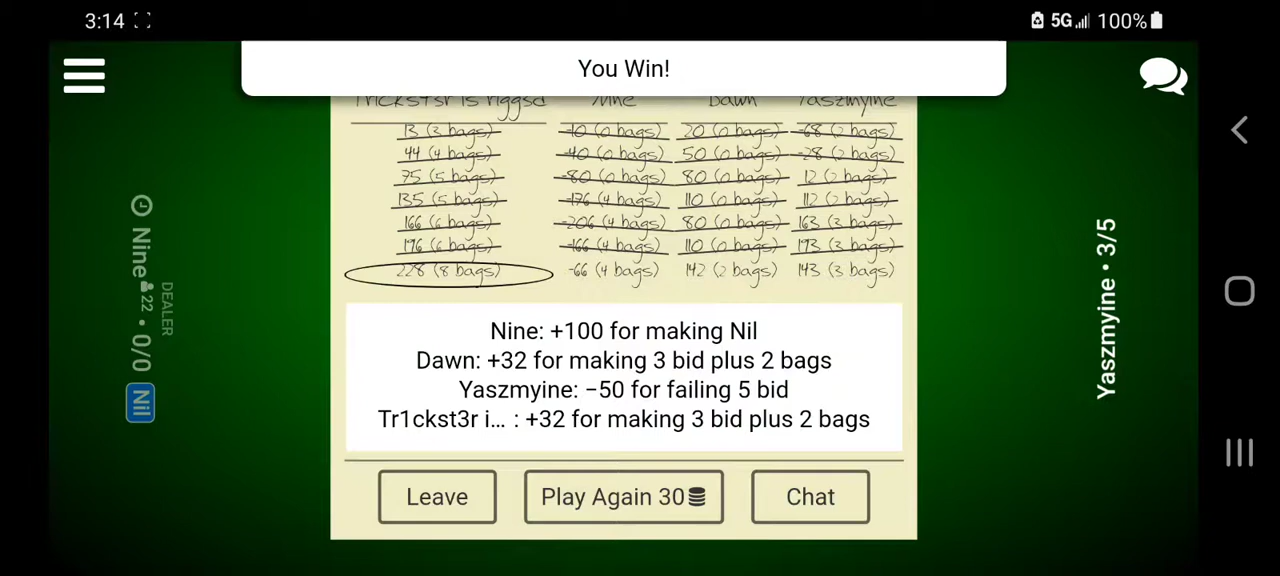 3:14 5G 100%
You Win!
Tr1ckst3r is riggsd Nine Dawn Yaszmyine
13 (3 bags) -10 (0 bags) 20 (0 bags) -68 (2 bags)
44 (4 bags) -40 (0 bags) 50 (0 bags) -28 (2 bags)
75 (5 bags) -80 (0 bags) 80 (0 bags) 12 (2 bags)
135 (5 bags) -176 (4 bags) 110 (0 bags) 112 (2 bags)
166 (6 bags) -206 (4 bags) 80 (0 bags) 163 (3 bags)
196 (6 bags) -166 (4 bags) 110 (0 bags) 193 (3 bags)
228 (8 bags) -66 (4 bags) 142 (2 bags) 143 (3 bags)
Nine: +100 for making Nil
Dawn: +32 for making 3 bid plus 2 bags
Yaszmyine: −50 for failing 5 bid
Tr1ckst3r i... : +32 for making 3 bid plus 2 bags
Leave
Play Again 30
Chat
DEALER
Nine 22 • 0/0 Nil
Yaszmyine • 3/5